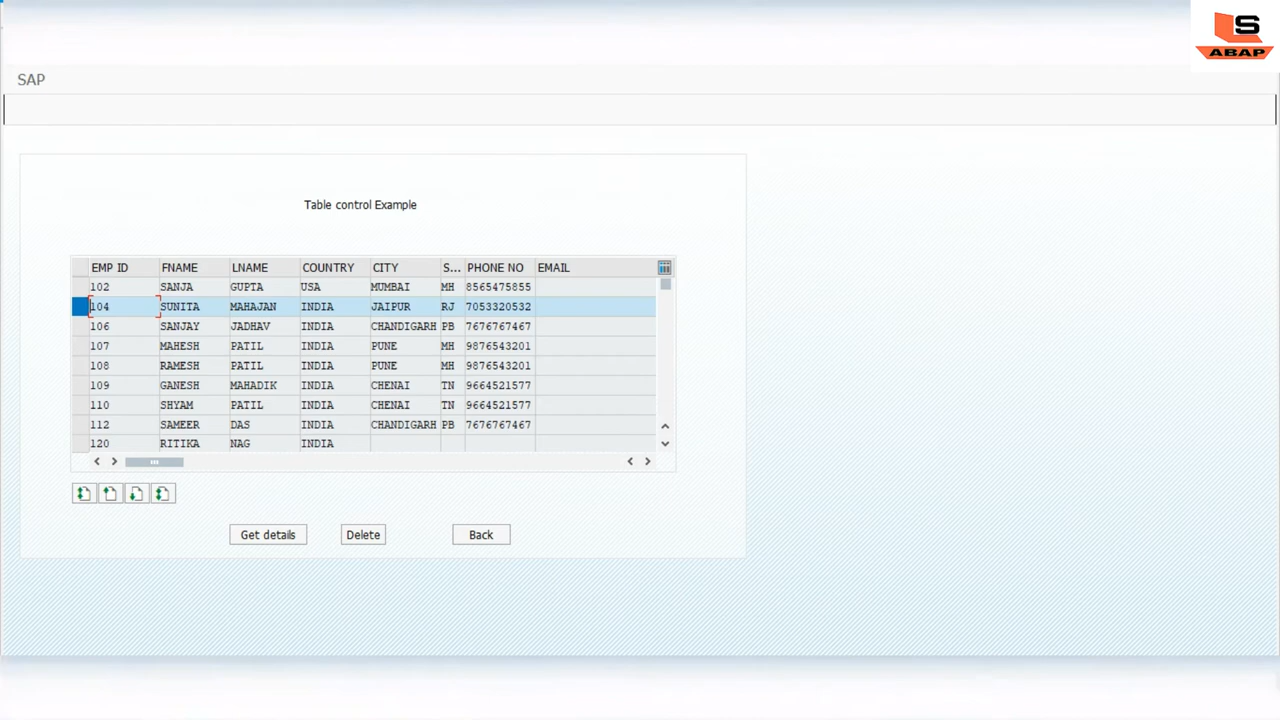 S
ABAP
SAP
Table control Example
EMP ID FNAME LNAME COUNTRY CITY S... PHONE NO EMAIL
102 SANJA GUPTA USA MUMBAI MH 8565475855
104 SUNITA MAHAJAN INDIA JAIPUR RJ 7053320532
106 SANJAY JADHAV INDIA CHANDIGARH PB 7676767467
107 MAHESH PATIL INDIA PUNE MH 9876543201
108 RAMESH PATIL INDIA PUNE MH 9876543201
109 GANESH MAHADIK INDIA CHENAI TN 9664521577
110 SHYAM PATIL INDIA CHENAI TN 9664521577
112 SAMEER DAS INDIA CHANDIGARH PB 7676767467
120 RITIKA NAG INDIA
Get details Delete Back